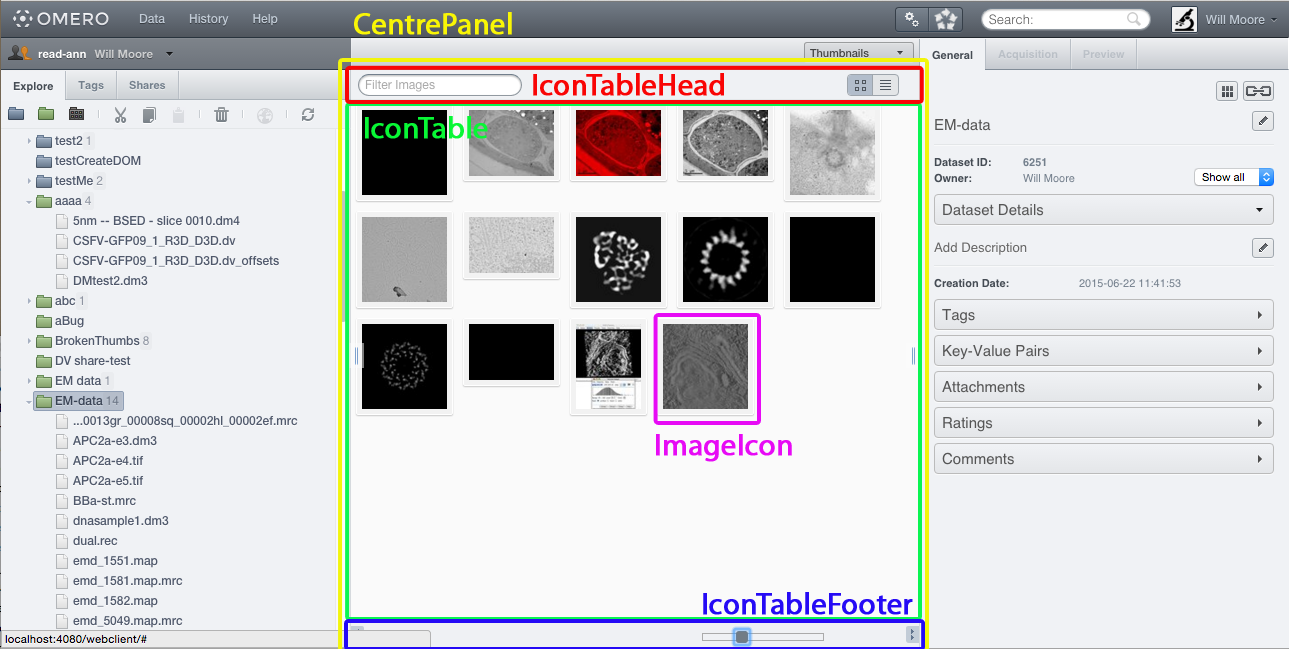 OMERO Data History Help
CentrePanel
Search:
Will Moore
read-ann Will Moore
Thumbnails
General Acquisition Preview
Explore Tags Shares
Filter Images
IconTableHead
IconTable
test2 1
testCreateDOM
testMe 2
aaaa 4
5nm -- BSED - slice 0010.dm4
CSFV-GFP09_1_R3D_D3D.dv
CSFV-GFP09_1_R3D_D3D.dv_offsets
DMtest2.dm3
abc 1
aBug
BrokenThumbs 8
DV share-test
EM data 1
EM-data 14
...0013gr_00008sq_00002hl_00002ef.mrc
APC2a-e3.dm3
APC2a-e4.tif
APC2a-e5.tif
BBa-st.mrc
dnasample1.dm3
dual.rec
emd_1551.map
emd_1581.map.mrc
emd_1582.map
emd_5049.map.mrc
localhost:4080/webclient/#
ImageIcon
IconTableFooter
EM-data
Dataset ID: 6251
Owner: Will Moore
Show all
Dataset Details
Add Description
Creation Date: 2015-06-22 11:41:53
Tags
Key-Value Pairs
Attachments
Ratings
Comments